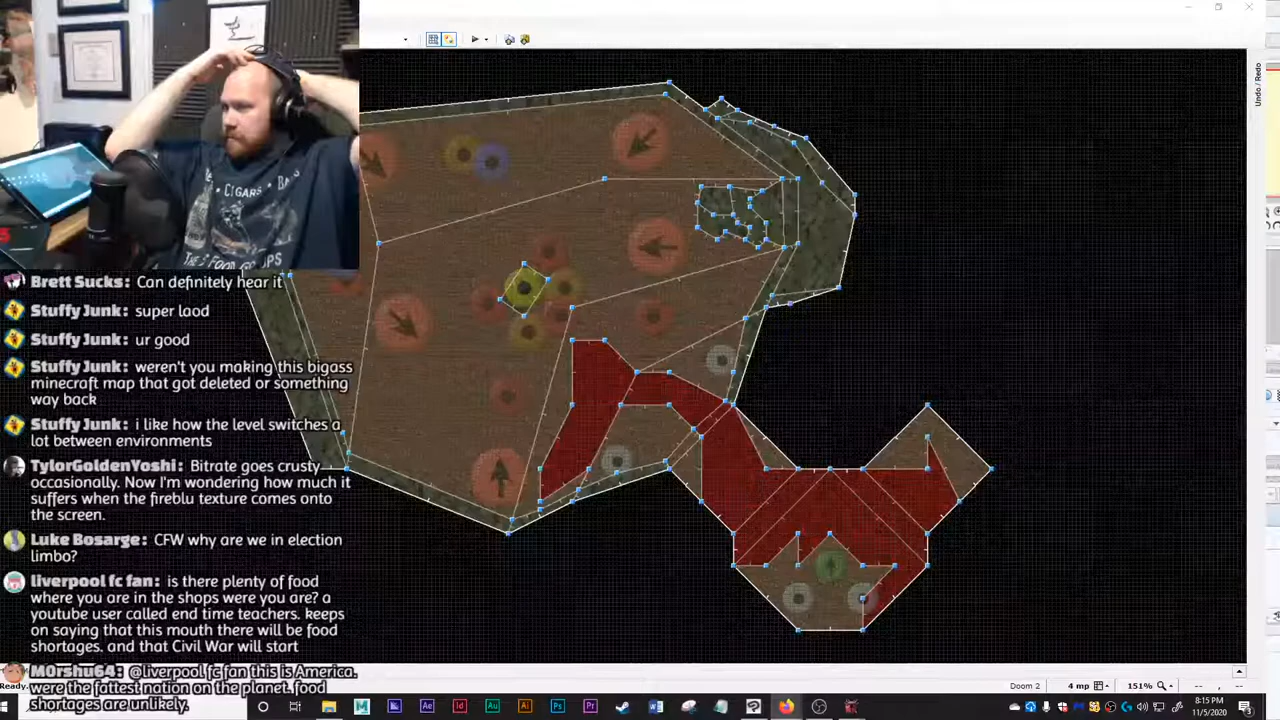 Brett Sucks: Can definitely hear it
Stuffy Junk: super laod
Stuffy Junk: ur good
Stuffy Junk: weren't you making this bigass
minecraft map that got deleted or something
way back
Stuffy Junk: i like how the level switches a
lot between environments
TylorGoldenYoshi: Bitrate goes crusty
occasionally. Now I'm wondering how much it
suffers when the fireblu texture comes onto
the screen.
Luke Bosarge: CFW why are we in election
limbo?
liverpool fc fan: is there plenty of food
where you are in the shops were you are? a
youtube user called end time teachers. keeps
on saying that this mouth there will be food
shortages. and that Civil War will start
M0rshu64: @liverpool fc fan this is America.
were the fattest nation on the planet. food
shortages are unlikely.
Ready.
CIGARS
Undo / Redo
Doom 2
4 mp
151%
8:15 PM
11/5/2020